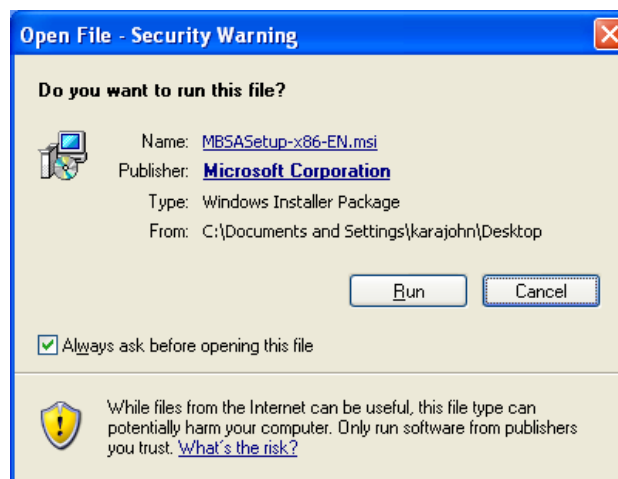 Open File - Security Warning
Do you want to run this file?
Name: MBSASetup-x86-EN.msi
Publisher: Microsoft Corporation
Type: Windows Installer Package
From: C:\Documents and Settings\karajohn\Desktop
Run Cancel
Always ask before opening this file
While files from the Internet can be useful, this file type can
potentially harm your computer. Only run software from publishers
you trust. What's the risk?